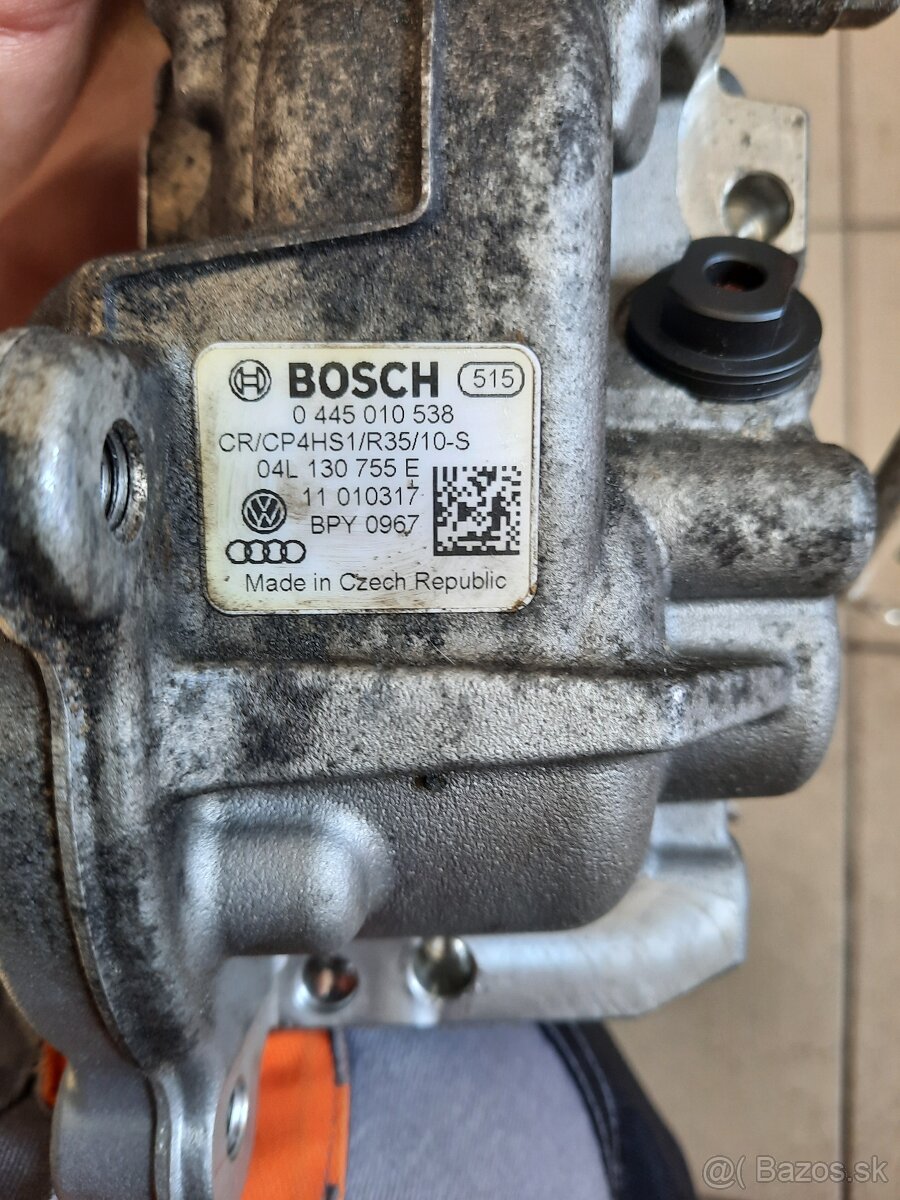 BOSCH 515
0 445 010 538
CR/CP4HS1/R35/10-S
04L 130 755 E
11 010317
BPY 0967
Made in Czech Republic
@( Bazos.sk